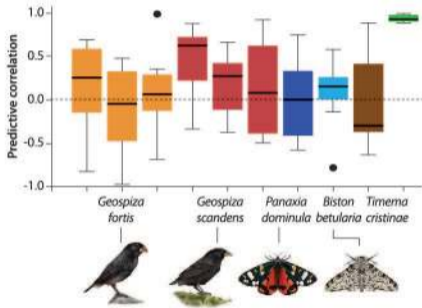 Predictive correlation
1.0
0.5
0.0
-0.5
-1.0
Geospiza fortis
Geospiza scandens
Panaxia dominula
Biston betularia
Timema cristinae